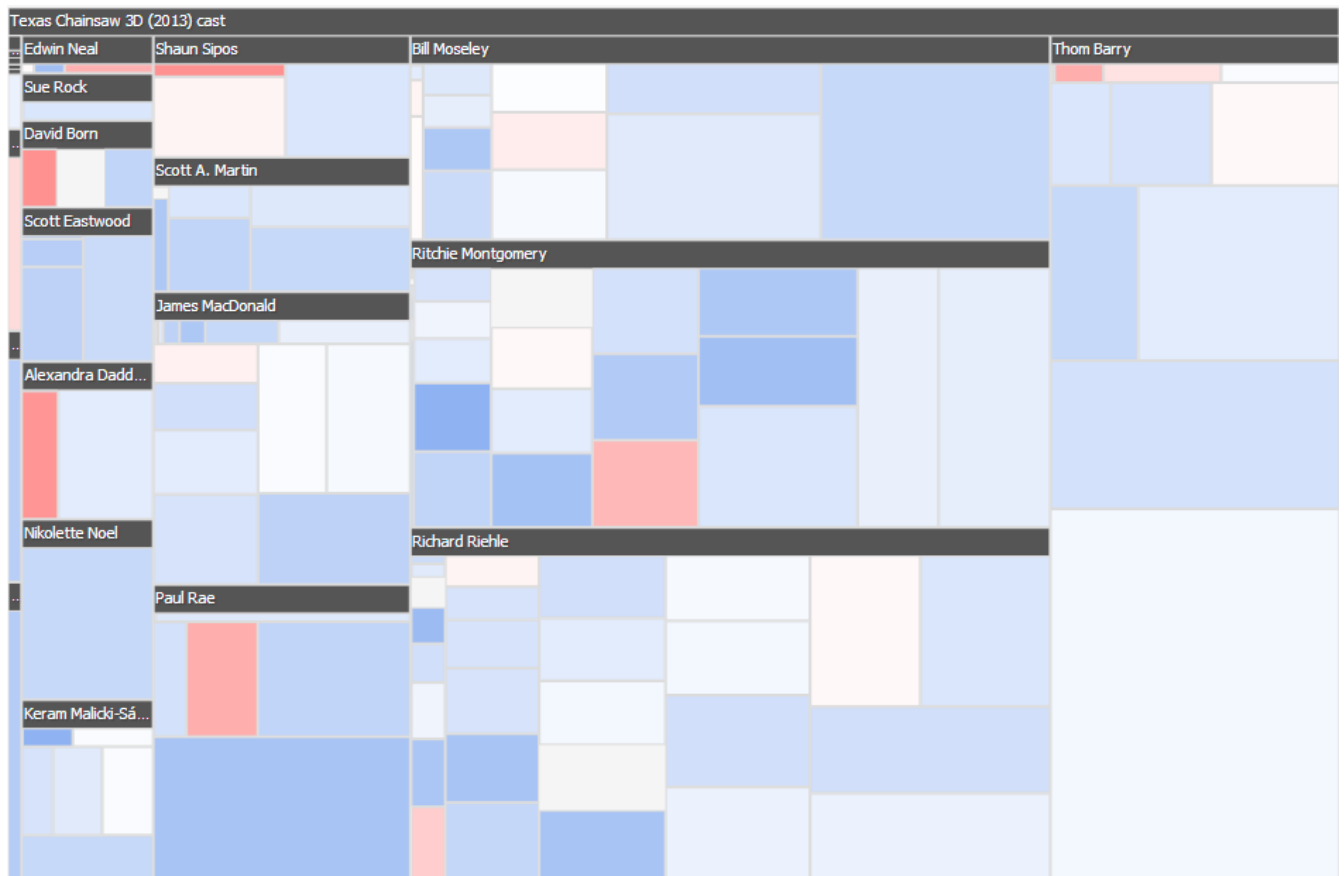 Texas Chainsaw 3D (2013) cast
...
Edwin Neal
Shaun Sipos
Bill Moseley
Thom Barry
Sue Rock
David Born
..
Scott A. Martin
Scott Eastwood
Ritchie Montgomery
James MacDonald
..
Alexandra Dadd...
Nikolette Noel
Richard Riehle
Paul Rae
..
Keram Malicki-Sá...